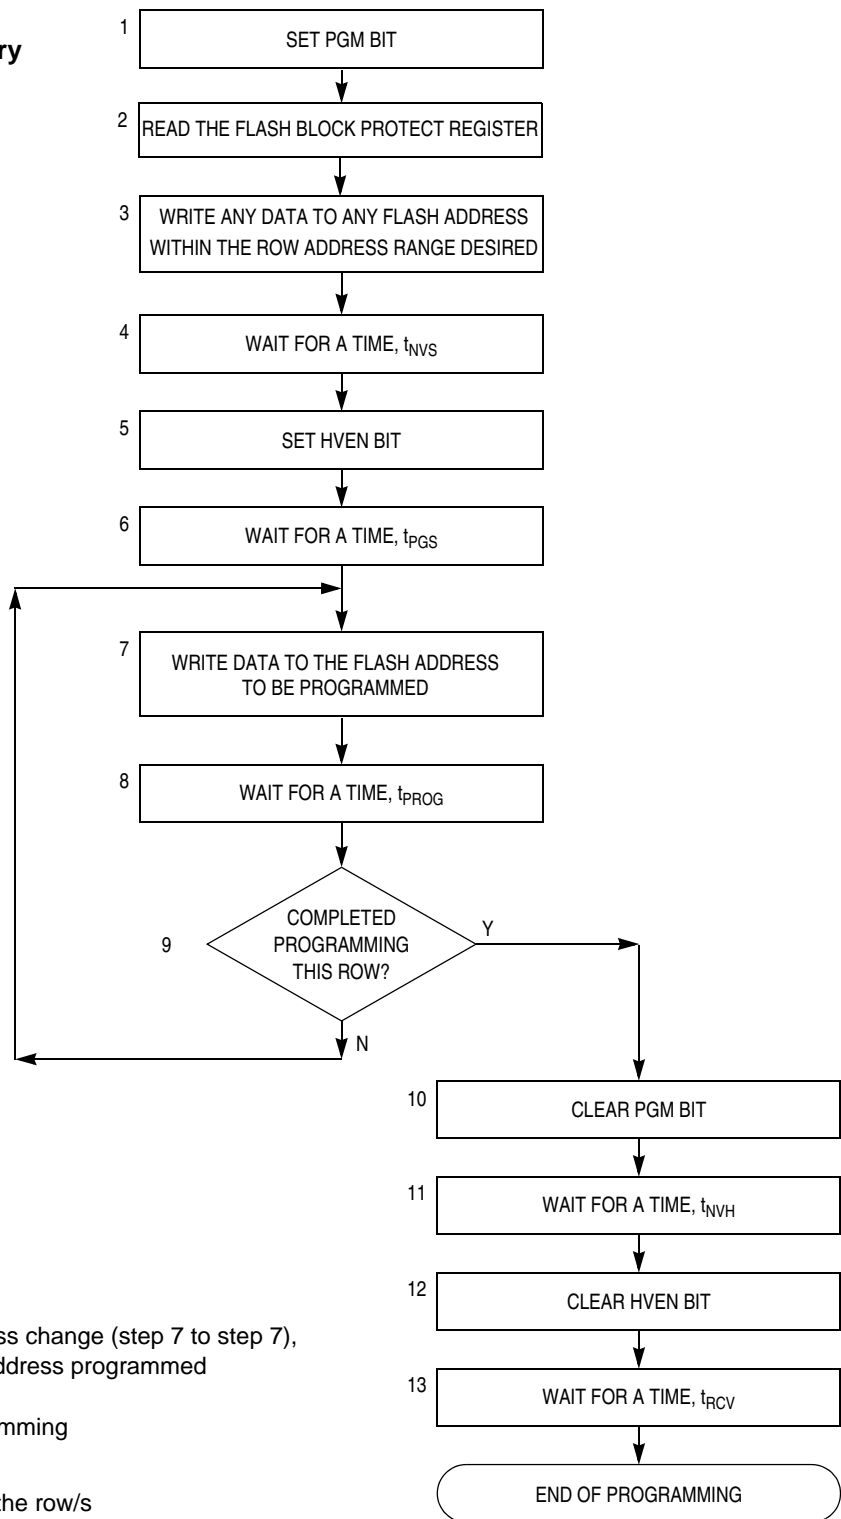 ry
1
SET PGM BIT
2
READ THE FLASH BLOCK PROTECT REGISTER
3
WRITE ANY DATA TO ANY FLASH ADDRESS
WITHIN THE ROW ADDRESS RANGE DESIRED
4
WAIT FOR A TIME, tNVS
5
SET HVEN BIT
6
WAIT FOR A TIME, tPGS
7
WRITE DATA TO THE FLASH ADDRESS
TO BE PROGRAMMED
8
WAIT FOR A TIME, tPROG
9
COMPLETED
PROGRAMMING
THIS ROW?
Y
N
10
CLEAR PGM BIT
11
WAIT FOR A TIME, tNVH
12
CLEAR HVEN BIT
13
WAIT FOR A TIME, tRCV
END OF PROGRAMMING
ss change (step 7 to step 7),
ddress programmed
mming
the row/s